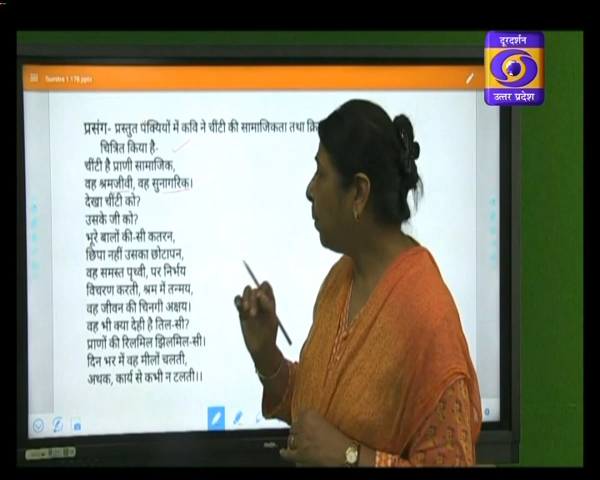 दूरदर्शन
उत्तर प्रदेश
प्रसंग- प्रस्तुत पंक्तियों में कवि ने चींटी की सामाजिकता तथा
चित्रित किया है-
चींटी है प्राणी सामाजिक,
वह श्रमजीवी, वह सुनागरिक।
देखा चींटी को?
उसके जी को?
भूरे बालों की-सी कतरन,
छिपा नहीं उसका छोटापन,
वह समस्त पृथ्वी, पर निर्भय
विचरण करती, श्रम में तन्मय,
वह जीवन की चिनगी अक्षय।
वह भी क्या देही है तिल-सी?
प्राणों की रिलमिल झिलमिल-सी।
दिन भर में वह मीलों चलती,
अथक, कार्य से कभी न टलती।।